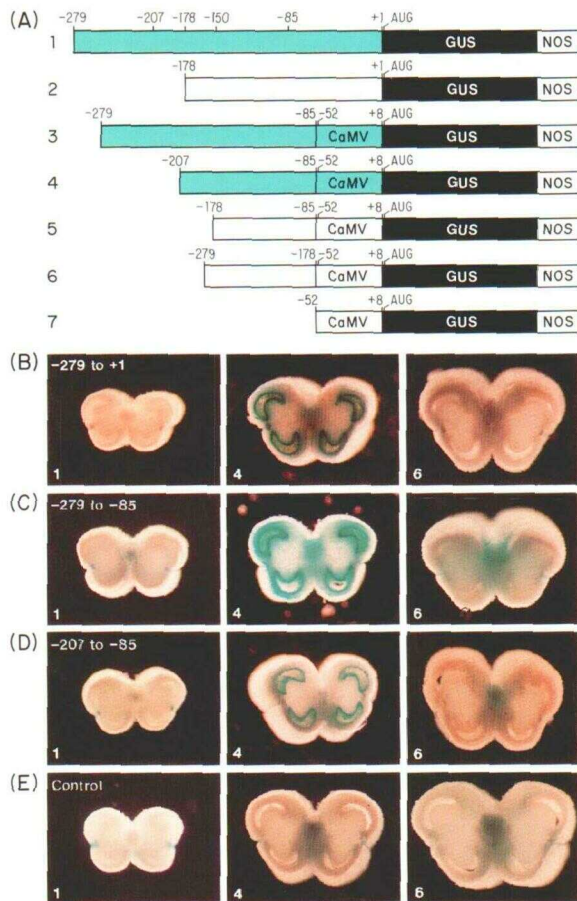 (A)
-279 -207 -178 -150 -85 +1 AUG
1 GUS NOS
-178 +1 AUG
2 GUS NOS
-279 -85 -52 +8 AUG
3 CaMV GUS NOS
-207 -85 -52 +8 AUG
4 CaMV GUS NOS
-178 -85 -52 +8 AUG
5 CaMV GUS NOS
-279 -178 -52 +8 AUG
6 CaMV GUS NOS
-52 +8 AUG
7 CaMV GUS NOS
(B) -279 to +1
1 4 6
(C) -279 to -85
1 4 6
(D) -207 to -85
1 4 6
(E) Control
1 4 6